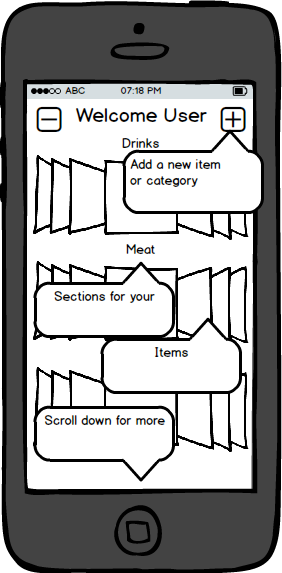 ABC 07:18 PM
Welcome User
Drinks
Add a new item
or category
Meat
Sections for your
Items
Scroll down for more